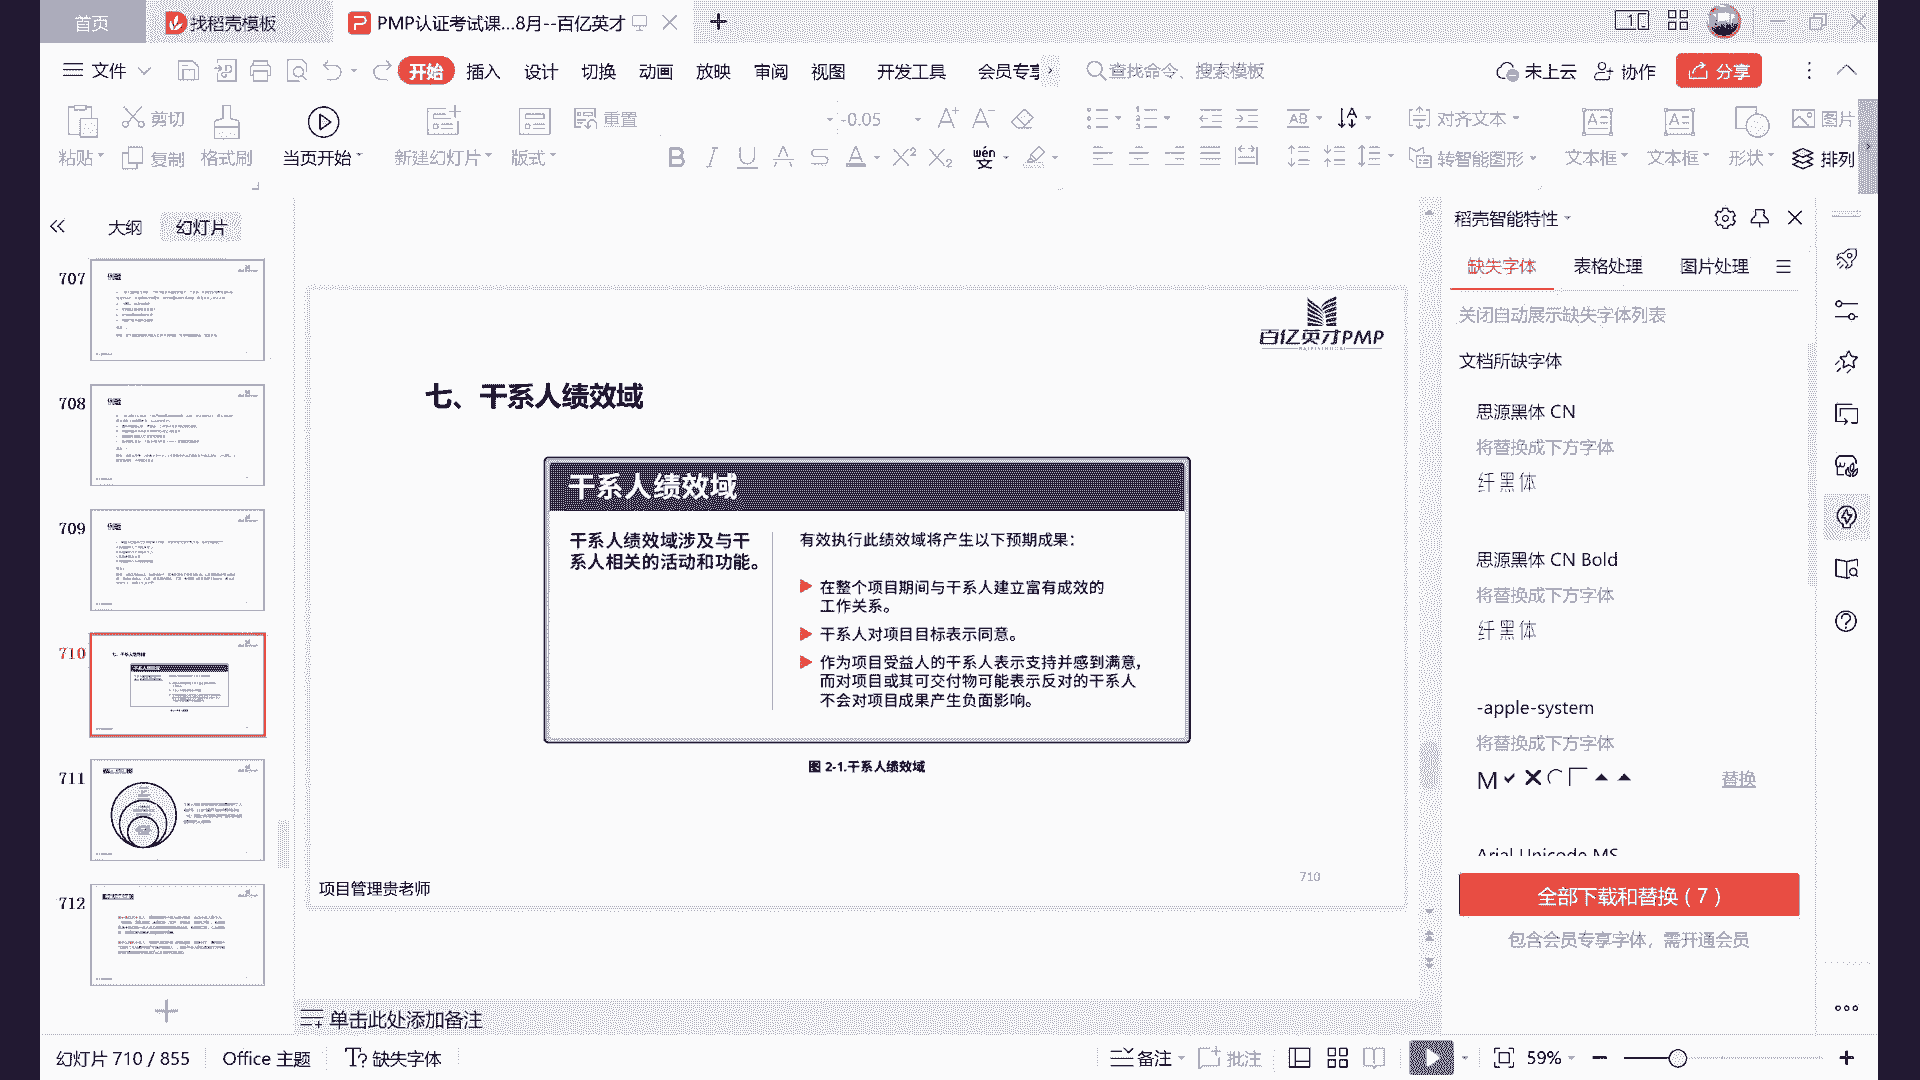 首页
找稻壳模板
PMP认证考试课...8月--百亿英才
文件
开始
插入
设计
切换
动画
放映
审阅
视图
开发工具
会员专享
查找命令、搜索模板
未上云
协作
分享
粘贴
剪切
复制
格式刷
当页开始
新建幻灯片
版式
重置
-0.05
对齐文本
转智能图形
文本框
文本框
形状
图片
排列
大纲
幻灯片
707
708
709
710
711
712
百亿英才PMP
七、干系人绩效域
干系人绩效域
干系人绩效域涉及与干
系人相关的活动和功能。
有效执行此绩效域将产生以下预期成果：
在整个项目期间与干系人建立富有成效的
工作关系。
干系人对项目目标表示同意。
作为项目受益人的干系人表示支持并感到满意，
而对项目或其可交付物可能表示反对的干系人
不会对项目成果产生负面影响。
图 2-1.干系人绩效域
项目管理贵老师
710
稻壳智能特性
缺失字体
表格处理
图片处理
关闭自动展示缺失字体列表
文档所缺字体
思源黑体 CN
将替换成下方字体
纤黑体
思源黑体 CN Bold
将替换成下方字体
纤黑体
-apple-system
将替换成下方字体
替换
Arial Unicode MS
全部下载和替换（7）
包含会员专享字体，需开通会员
单击此处添加备注
幻灯片 710 / 855
Office 主题
缺失字体
备注
批注
59%